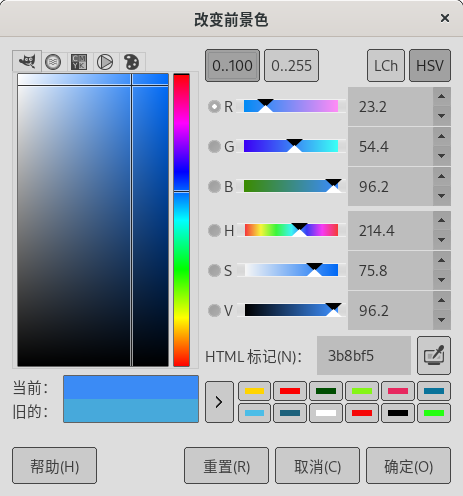 改变前景色 ×
CM YK
0..100 0..255 LCh HSV
R 23.2
G 54.4
B 96.2
H 214.4
S 75.8
V 96.2
HTML 标记(N): 3b8bf5
当前:
旧的: >
帮助(H) 重置(R) 取消(C) 确定(O)